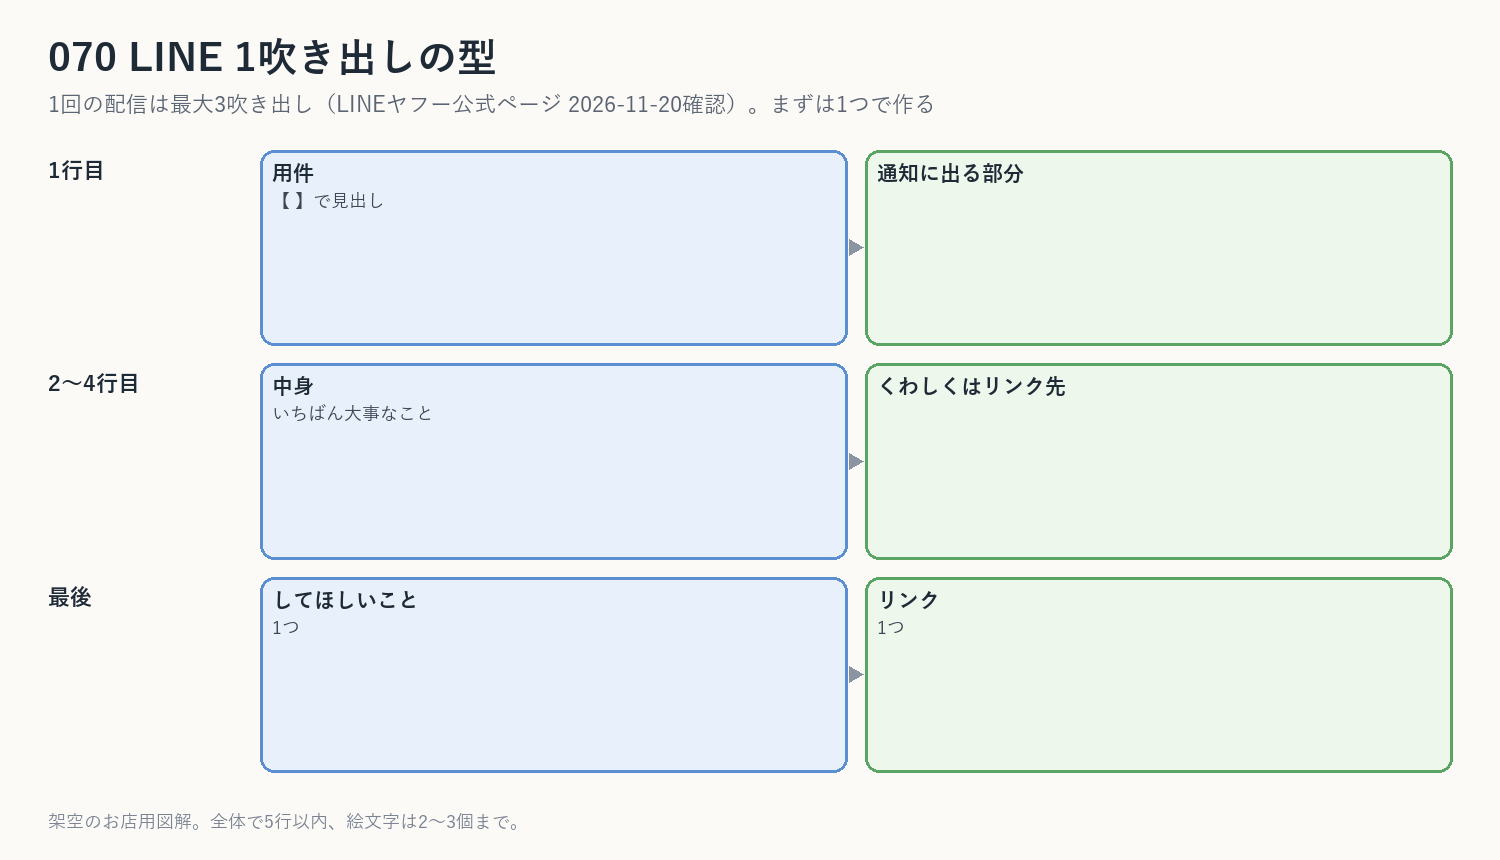 070 LINE 1吹き出しの型
1回の配信は最大3吹き出し（LINEヤフー公式ページ 2026-11-20確認）。まずは1つで作る
1行目
用件
【 】で見出し
通知に出る部分
2〜4行目
中身
いちばん大事なこと
くわしくはリンク先
最後
してほしいこと
1つ
リンク
1つ
架空のお店用図解。全体で5行以内、絵文字は2〜3個まで。